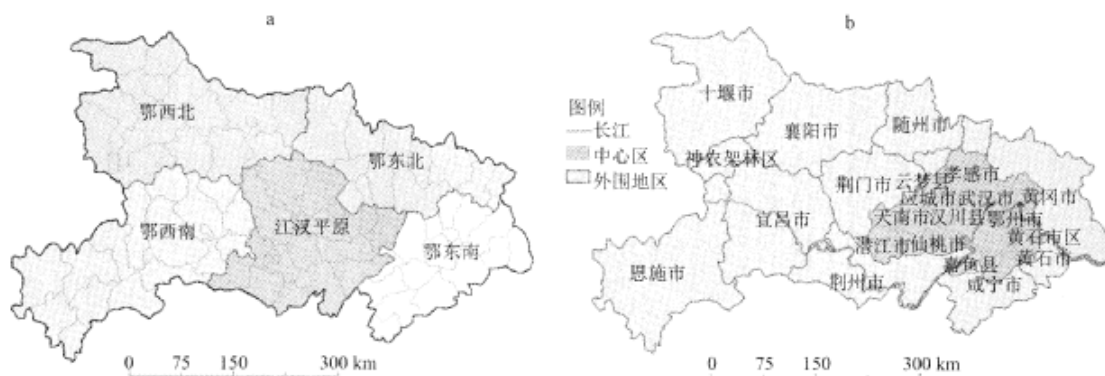 a
鄂西北
鄂东北
江汉平原
鄂西南
鄂东南
0 75 150 300 km
b
图例
长江
中心区
外围地区
十堰市
襄阳市
随州市
神农架林区
荆门市
云梦县
孝感市
应城市
武汉市
黄冈市
宜昌市
天南市
汉川县
鄂州市
潜江市
仙桃市
黄石市区
恩施市
嘉鱼县
黄石市
荆州市
咸宁市
0 75 150 300 km